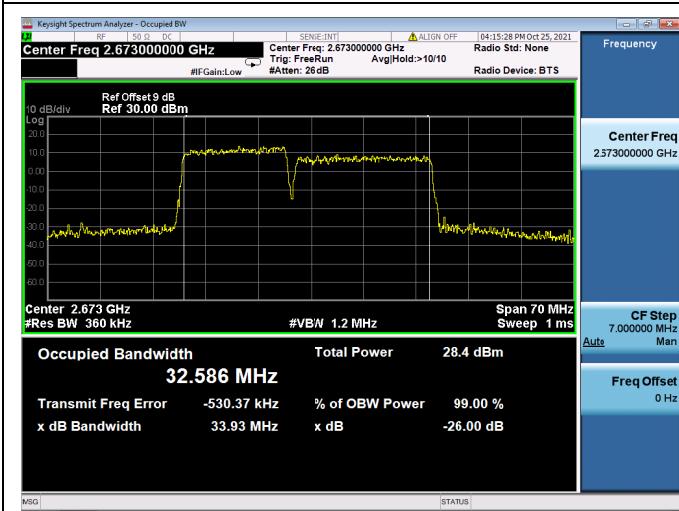 Keysight Spectrum Analyzer - Occupied BW
RF 50 Ω DC SENSE:INT ALIGN OFF 04:15:28 PM Oct 25, 2021
Center Freq 2.673000000 GHz
Center Freq: 2.673000000 GHz
Radio Std: None
Trig: FreeRun Avg|Hold:>10/10
#IFGain:Low #Atten: 26dB Radio Device: BTS
Ref Offset 9 dB
10 dB/div Ref 30.00 dBm
Log
20.0
10.0
0.00
-10.0
-20.0
-30.0
-40.0
-50.0
-60.0
Center 2.673 GHz Span 70 MHz
#Res BW 360 kHz #VBW 1.2 MHz Sweep 1 ms
Occupied Bandwidth Total Power 28.4 dBm
32.586 MHz
Transmit Freq Error -530.37 kHz % of OBW Power 99.00 %
x dB Bandwidth 33.93 MHz x dB -26.00 dB
MSG STATUS
Frequency
Center Freq
2.673000000 GHz
CF Step
7.000000 MHz
Auto Man
Freq Offset
0 Hz